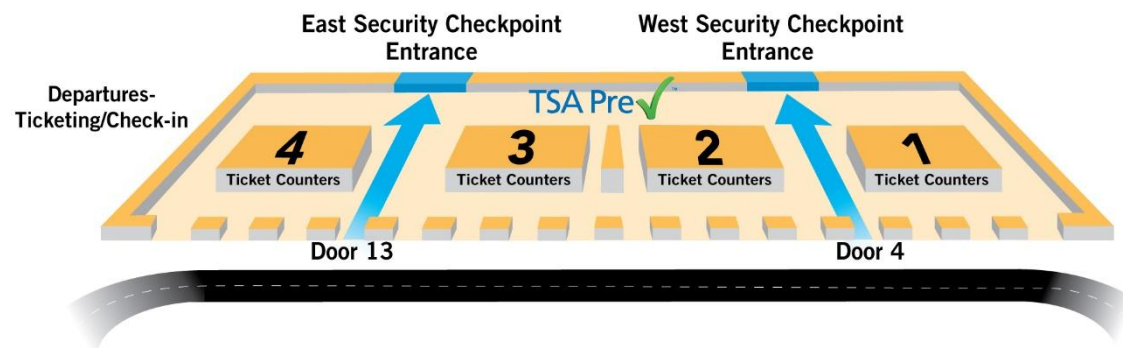 East Security Checkpoint
Entrance
West Security Checkpoint
Entrance
Departures-
Ticketing/Check-in
TSA Pre✓™
4
Ticket Counters
3
Ticket Counters
2
Ticket Counters
1
Ticket Counters
Door 13
Door 4